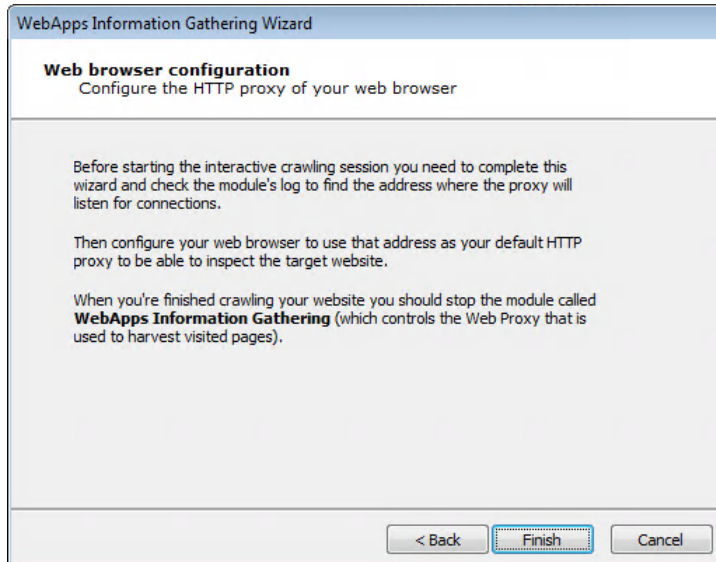 WebApps Information Gathering Wizard
Web browser configuration
Configure the HTTP proxy of your web browser
Before starting the interactive crawling session you need to complete this
wizard and check the module's log to find the address where the proxy will
listen for connections.
Then configure your web browser to use that address as your default HTTP
proxy to be able to inspect the target website.
When you're finished crawling your website you should stop the module called
WebApps Information Gathering (which controls the Web Proxy that is
used to harvest visited pages).
< Back
Finish
Cancel